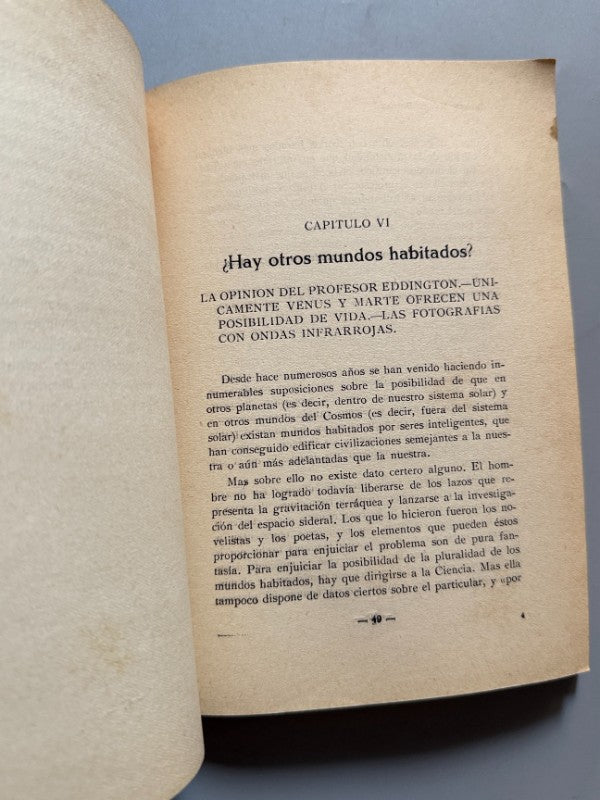 CAPITULO VI
¿Hay otros mundos habitados?
LA OPINION DEL PROFESOR EDDINGTON.—UNI-
CAMENTE VENUS Y MARTE OFRECEN UNA
POSIBILIDAD DE VIDA.—LAS FOTOGRAFIAS
CON ONDAS INFRARROJAS.
Desde hace numerosos años se han venido haciendo in-
numerables suposiciones sobre la posibilidad de que en
otros planetas (es decir, dentro de nuestro sistema solar) y
en otros mundos del Cosmos (es decir, fuera del sistema
solar) existan mundos habitados por seres inteligentes, que
han conseguido edificar civilizaciones semejantes a la nues-
tra o aún más adelantadas que la nuestra.
Mas sobre ello no existe dato certero alguno. El hom-
bre no ha logrado todavía liberarse de los lazos que re-
presenta la gravitación terráquea y lanzarse a la investiga-
ción del espacio sideral. Los que lo hicieron fueron los no-
velistas y los poetas, y los elementos que pueden éstos
proporcionar para enjuiciar el problema son de pura fan-
tasía. Para enjuiciar la posibilidad de la pluralidad de los
mundos habitados, hay que dirigirse a la Ciencia. Mas ella
tampoco dispone de datos ciertos sobre el particular, y por
— 49 —
4